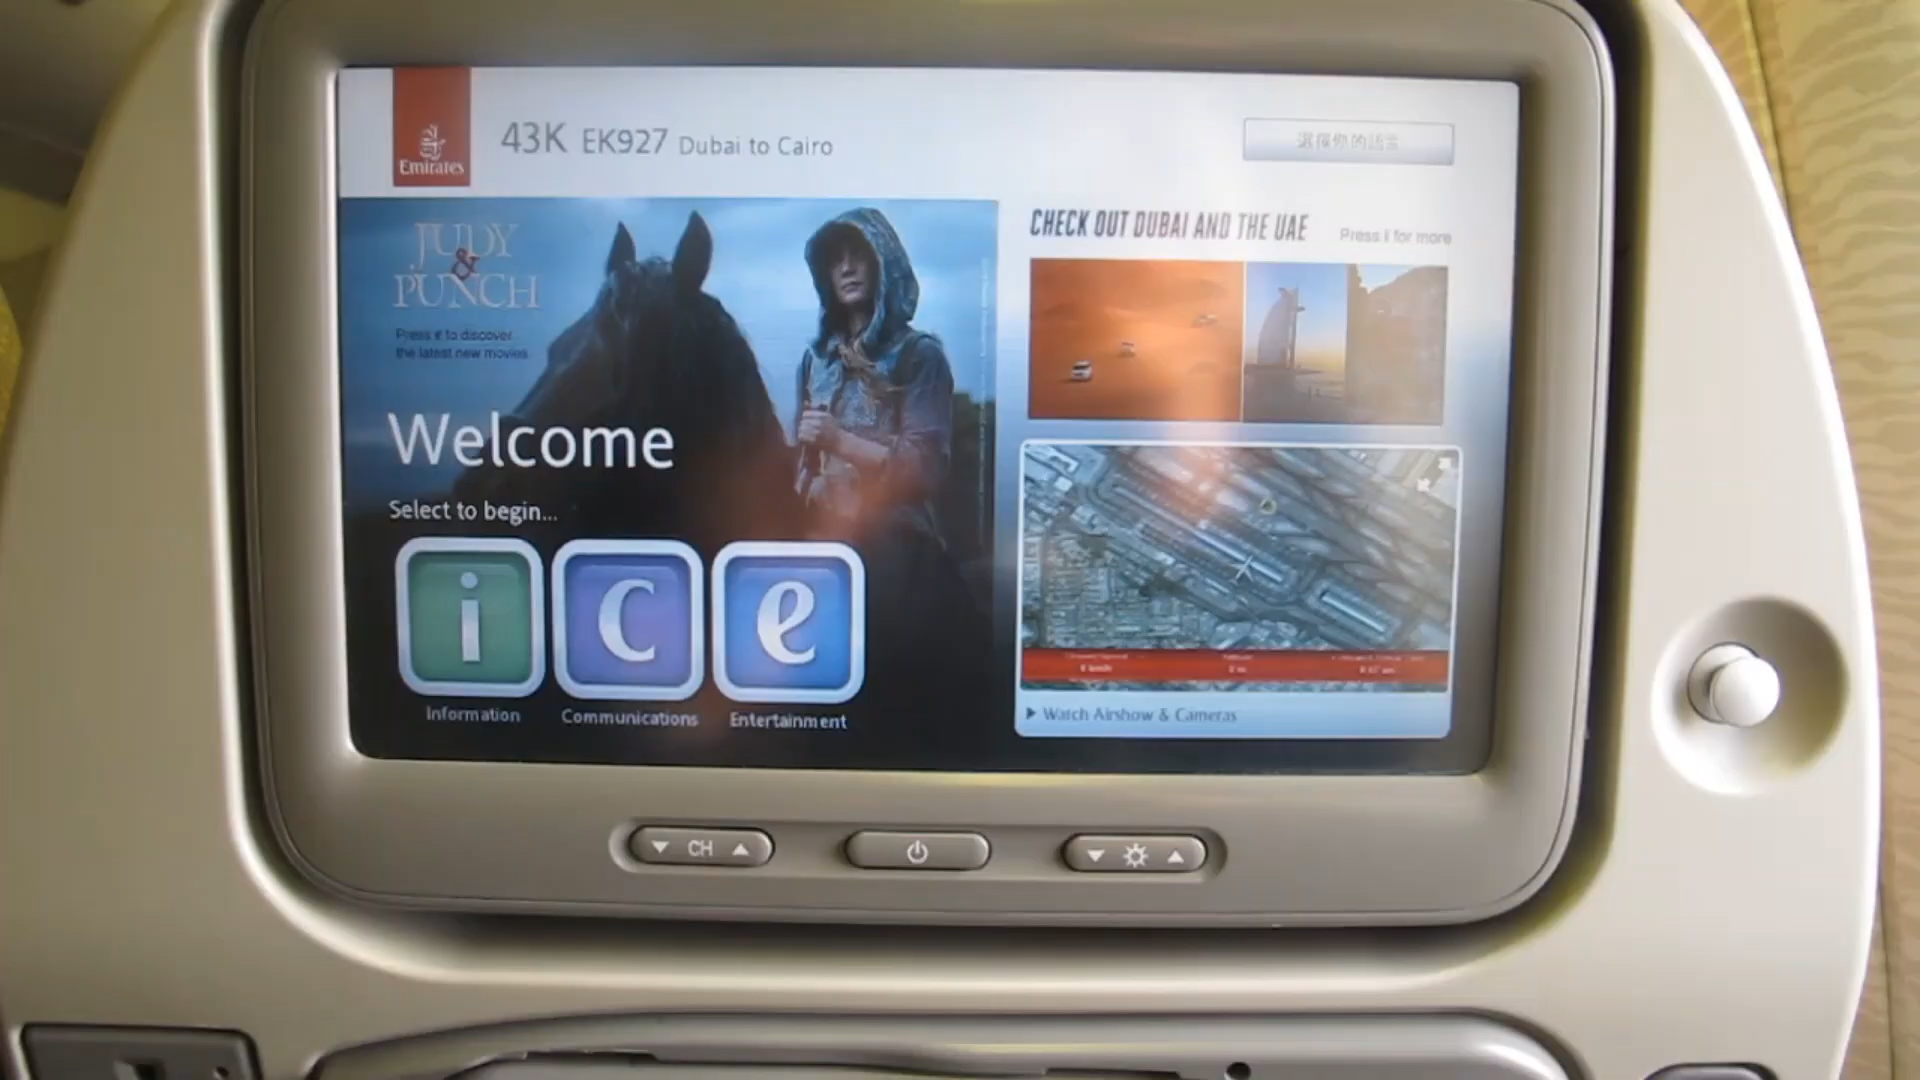 Emirates
43K EK927 Dubai to Cairo
選擇你的語言
JUDY
&
PUNCH
Press e to discover
the latest new movies
Welcome
Select to begin...
i c e
Information Communications Entertainment
CHECK OUT DUBAI AND THE UAE
Press i for more
Watch Airshow & Cameras
CH